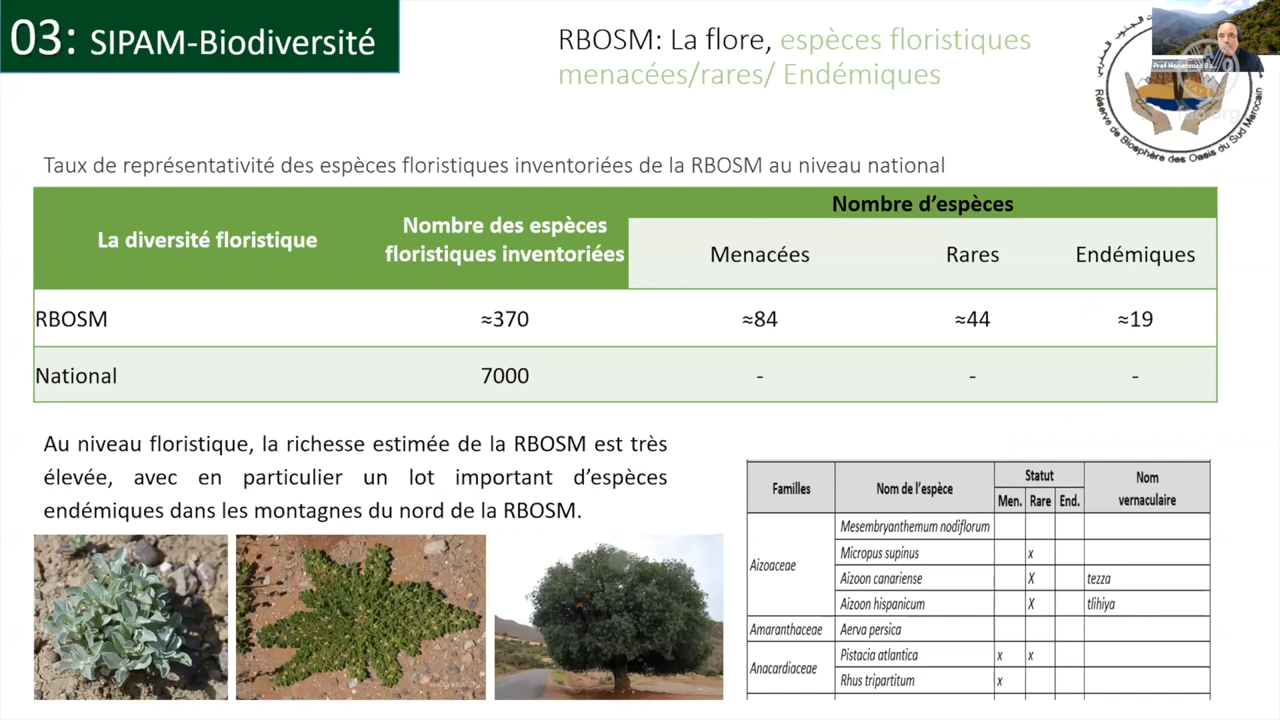 03: SIPAM-Biodiversité
RBOSM: La flore, espèces floristiques
menacées/rares/ Endémiques
Réserve de Biosphère des Oasis du Sud Marocain
Taux de représentativité des espèces floristiques inventoriées de la RBOSM au niveau national
La diversité floristique
Nombre des espèces
floristiques inventoriées
Nombre d’espèces
Menacées Rares Endémiques
RBOSM ≈370 ≈84 ≈44 ≈19
National 7000 - - -
Au niveau floristique, la richesse estimée de la RBOSM est très
élevée, avec en particulier un lot important d’espèces
endémiques dans les montagnes du nord de la RBOSM.
Familles Nom de l’espèce Statut Nom
vernaculaire
Men. Rare End.
Aizoaceae
Mesembryanthemum nodiflorum
Micropus supinus x
Aizoon canariense X tezza
Aizoon hispanicum X tlihiya
Amaranthaceae Aerva persica
Anacardiaceae
Pistacia atlantica x x
Rhus tripartitum x